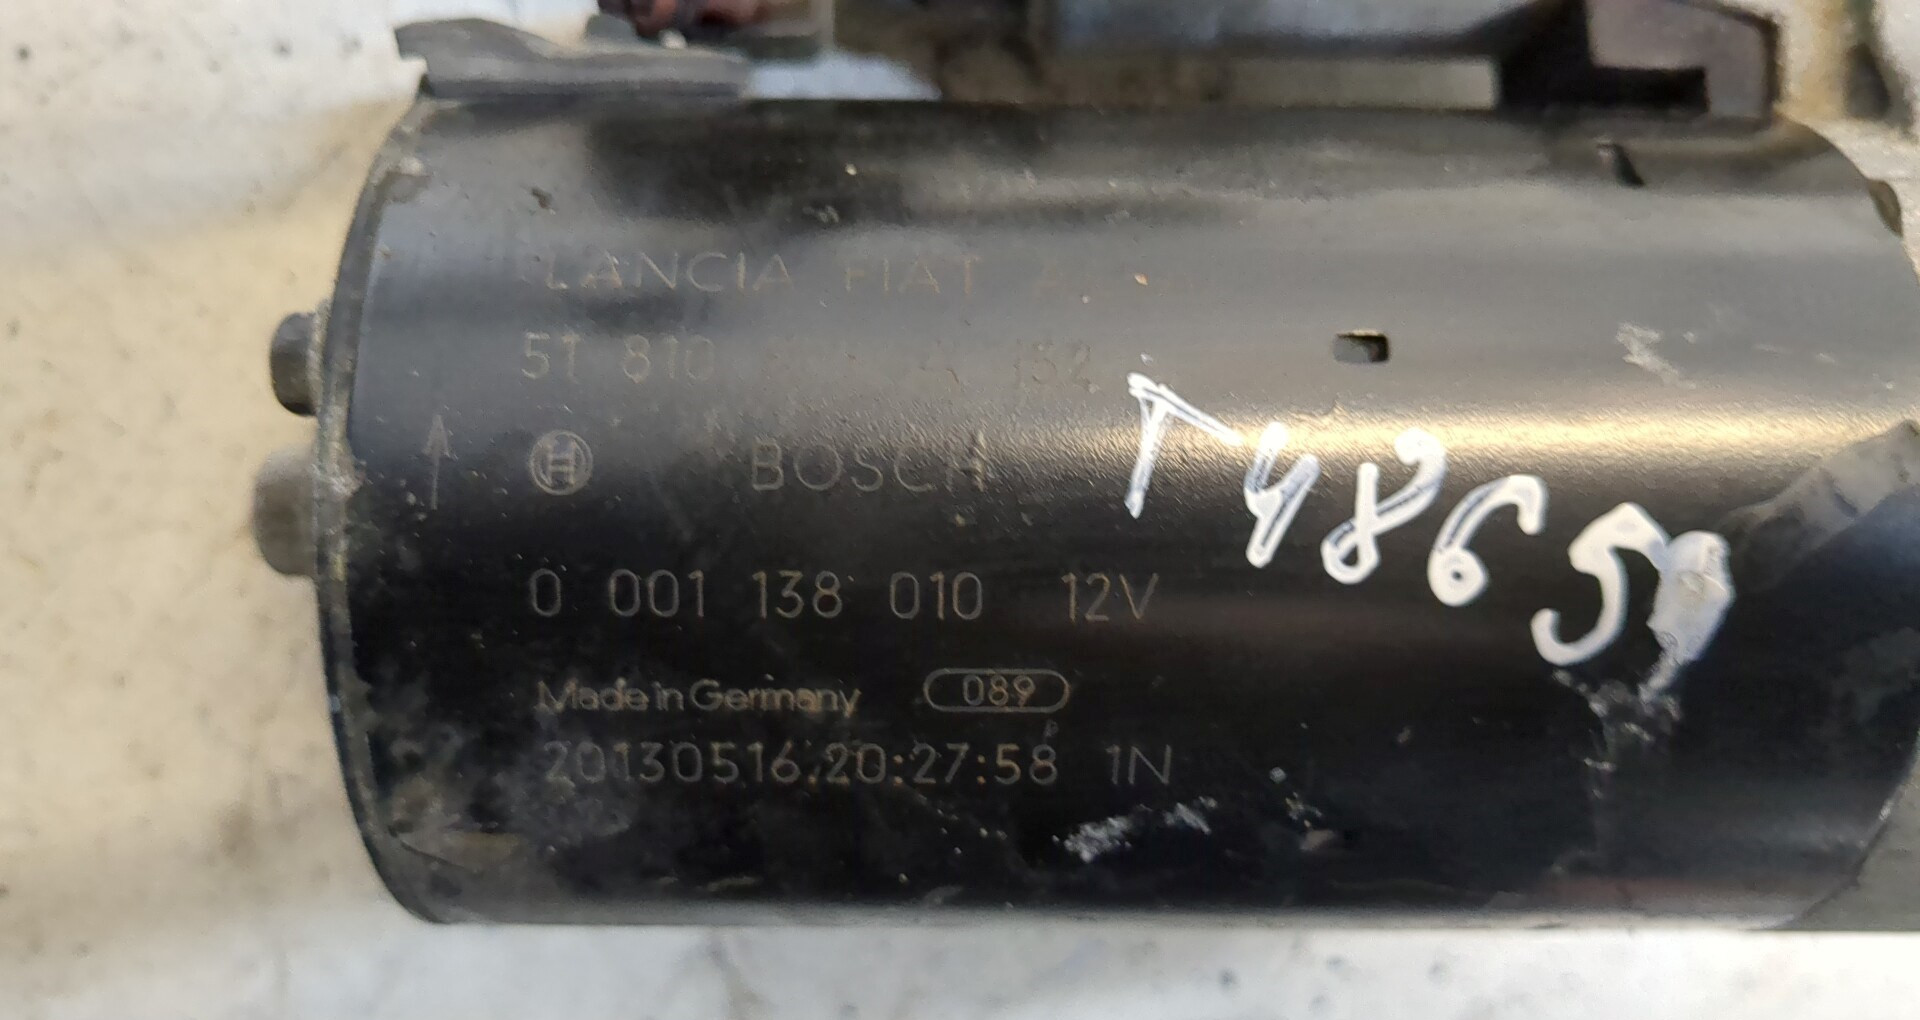 LANCIA FIAT
51 810 132
BOSCH
0 001 138 010 12V
Made in Germany 089
20130516.20:27:58 1N